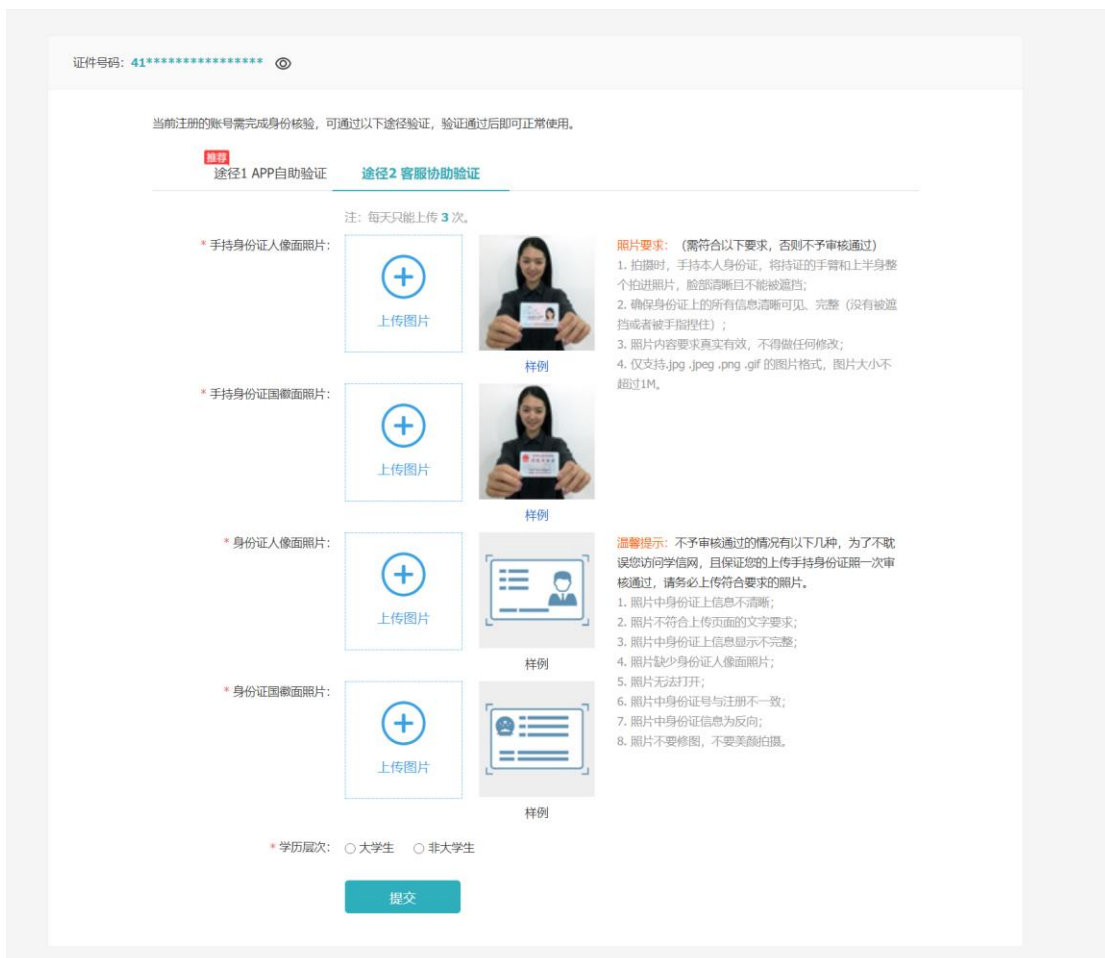 证件号码：41****************
当前注册的账号需完成身份核验，可通过以下途径验证，验证通过后即可正常使用。
推荐
途径1 APP自助验证
途径2 客服协助验证
注：每天只能上传 3 次。
* 手持身份证人像面照片：
上传图片
样例
照片要求：（需符合以下要求，否则不予审核通过）
1. 拍摄时，手持本人身份证，将持证的手臂和上半身整
个拍进照片，脸部清晰且不能被遮挡；
2. 确保身份证上的所有信息清晰可见、完整（没有被遮
挡或者被手指捏住）；
3. 照片内容要求真实有效，不得做任何修改；
4. 仅支持.jpg .jpeg .png .gif 的图片格式，图片大小不
超过1M。
* 手持身份证国徽面照片：
上传图片
样例
* 身份证人像面照片：
上传图片
样例
温馨提示：不予审核通过的情况有以下几种，为了不耽
误您访问学信网，且保证您的上传手持身份证照一次审
核通过，请务必上传符合要求的照片。
1. 照片中身份证上信息不清晰；
2. 照片不符合上传页面的文字要求；
3. 照片中身份证上信息显示不完整；
4. 照片缺少身份证人像面照片；
5. 照片无法打开；
6. 照片中身份证号与注册不一致；
7. 照片中身份证信息为反向；
8. 照片不要修图，不要美颜拍摄。
* 身份证国徽面照片：
上传图片
样例
* 学历层次：
大学生
非大学生
提交